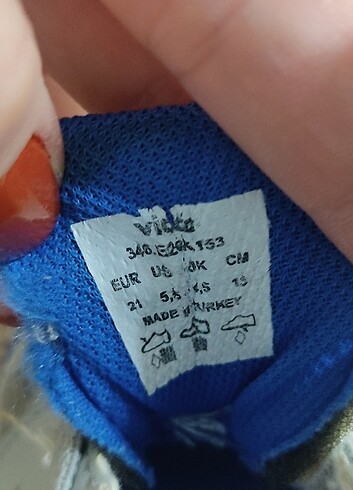 Vicco
346.E20K.153
EUR US UK CM
21 5,5 4,5 13
MADE IN TURKEY